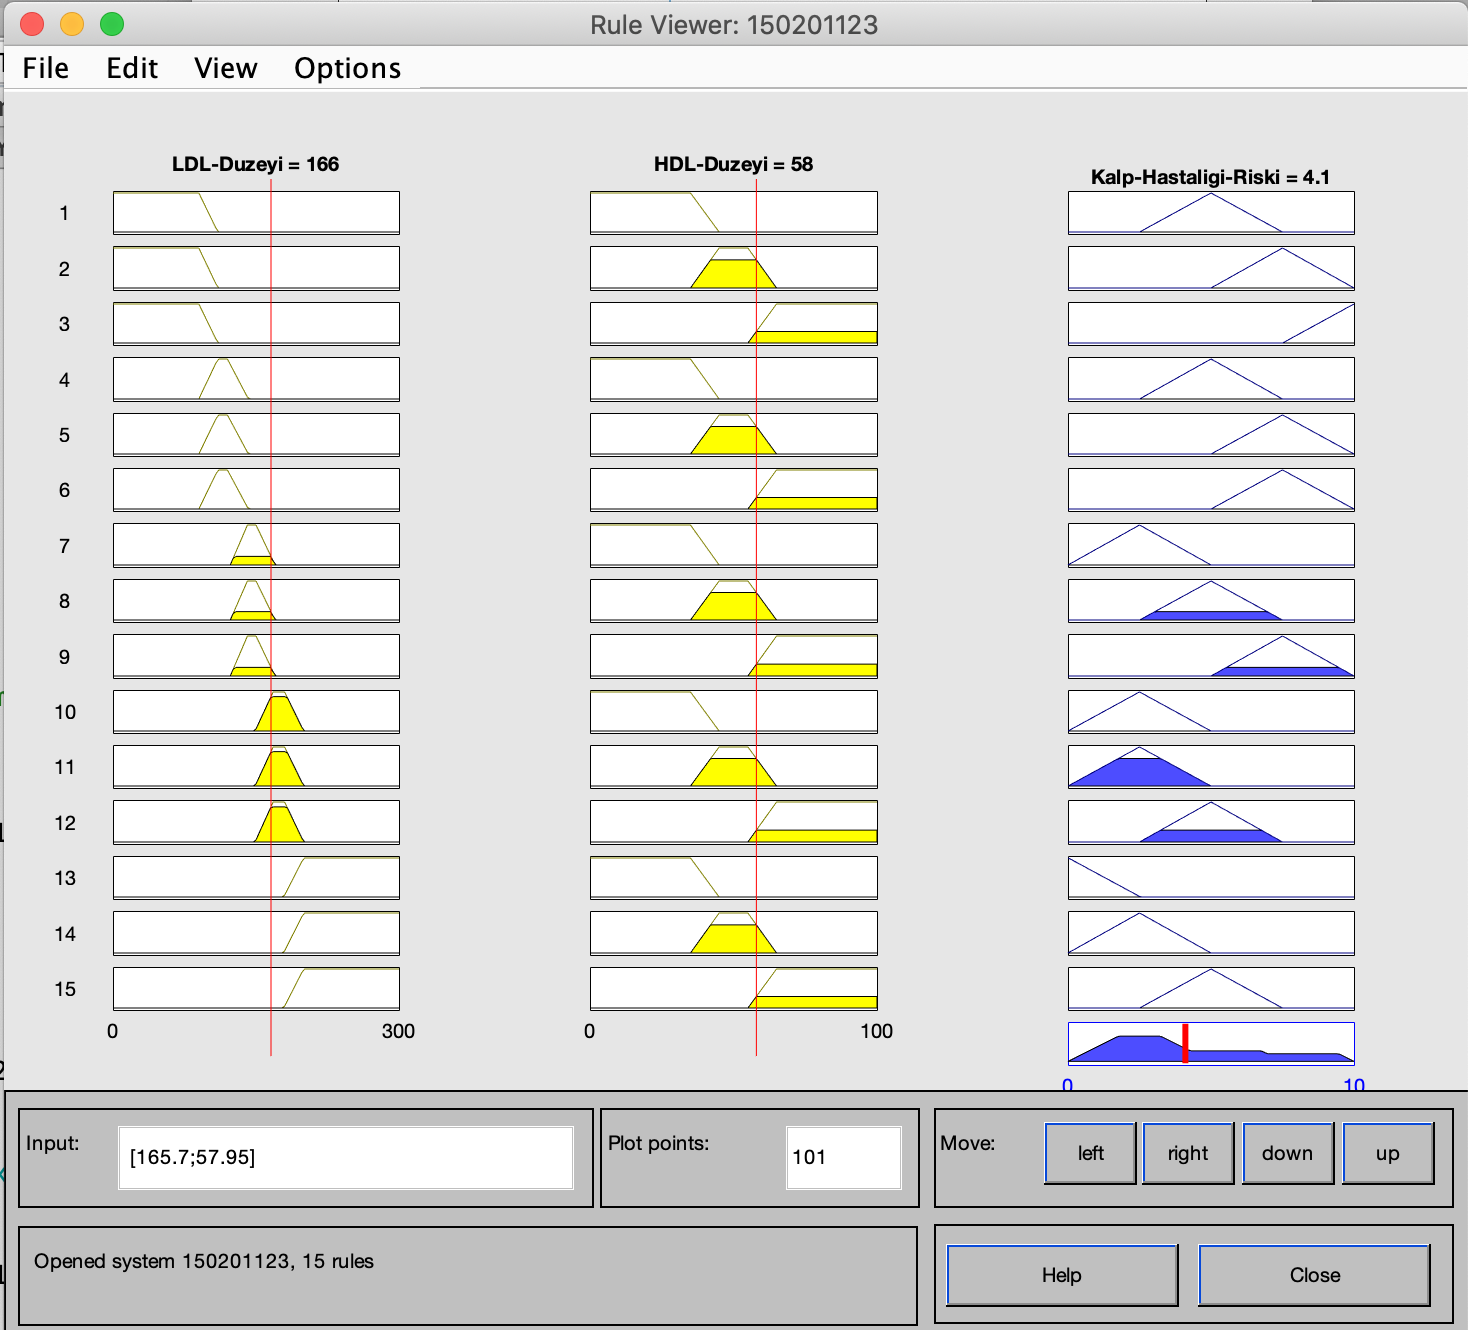 Rule Viewer: 150201123
File Edit View Options
LDL-Duzeyi = 166
HDL-Duzeyi = 58
Kalp-Hastaligi-Riski = 4.1
1
2
3
4
5
6
7
8
9
10
11
12
13
14
15
0 300
0 100
0 10
Input:
[165.7;57.95]
Plot points:
101
Move:
left right down up
Opened system 150201123, 15 rules
Help Close